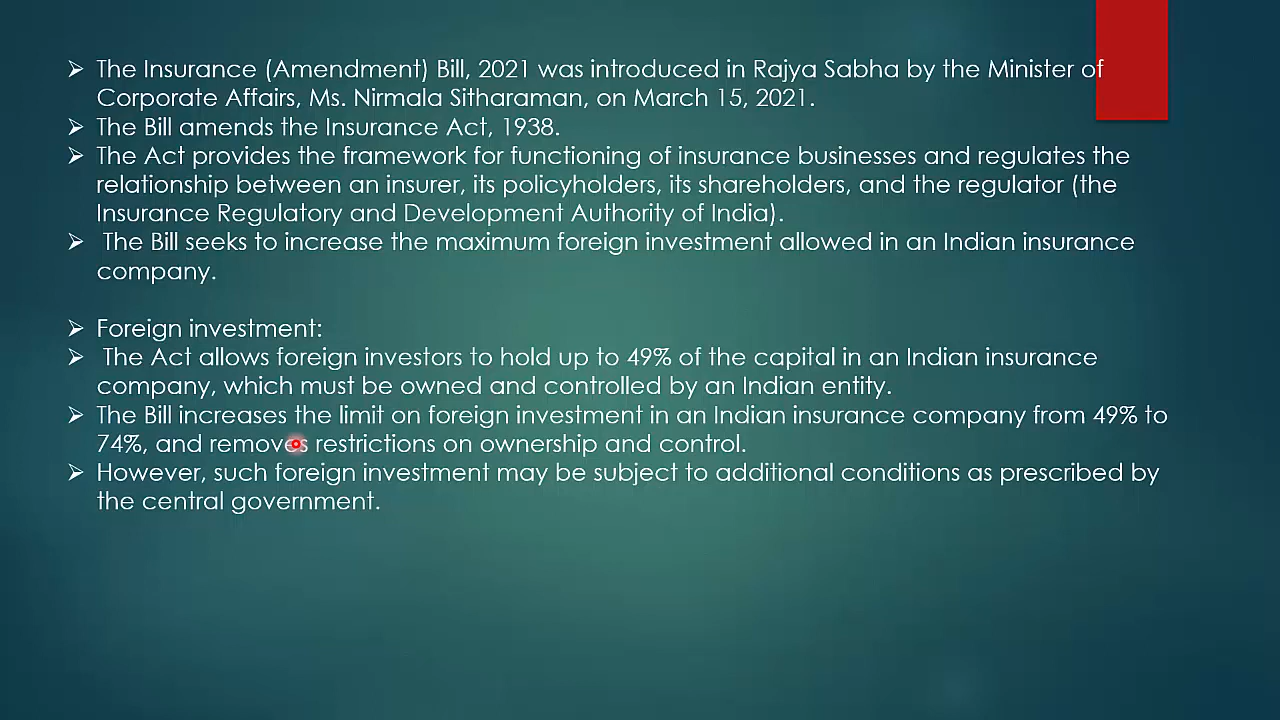 ➢ The Insurance (Amendment) Bill, 2021 was introduced in Rajya Sabha by the Minister of
Corporate Affairs, Ms. Nirmala Sitharaman, on March 15, 2021.
➢ The Bill amends the Insurance Act, 1938.
➢ The Act provides the framework for functioning of insurance businesses and regulates the
relationship between an insurer, its policyholders, its shareholders, and the regulator (the
Insurance Regulatory and Development Authority of India).
➢ The Bill seeks to increase the maximum foreign investment allowed in an Indian insurance
company.
➢ Foreign investment:
➢ The Act allows foreign investors to hold up to 49% of the capital in an Indian insurance
company, which must be owned and controlled by an Indian entity.
➢ The Bill increases the limit on foreign investment in an Indian insurance company from 49% to
74%, and removes restrictions on ownership and control.
➢ However, such foreign investment may be subject to additional conditions as prescribed by
the central government.